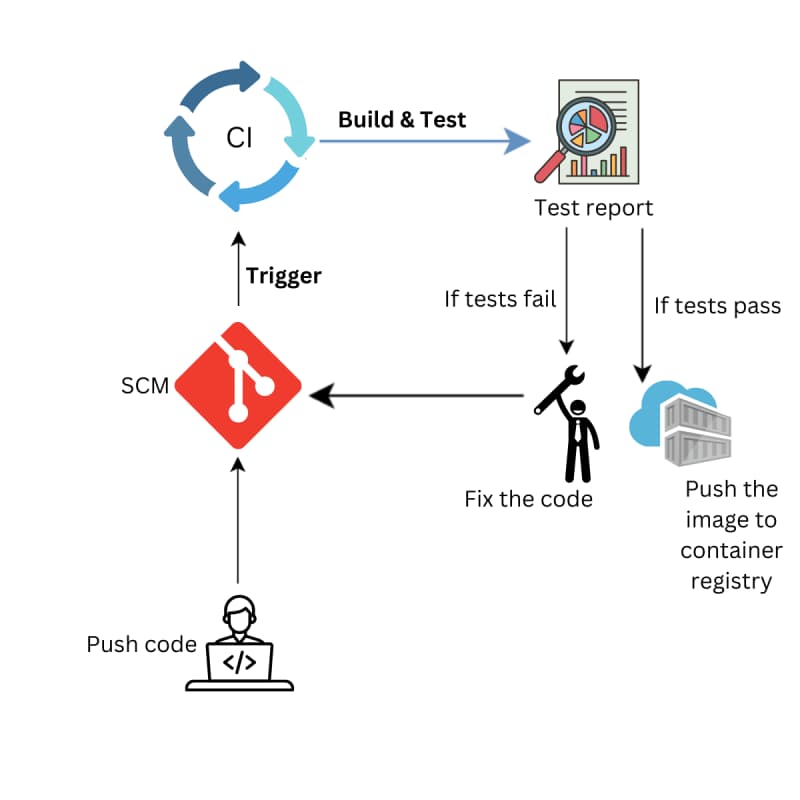 CI
Build & Test
Test report
Trigger
If tests fail
If tests pass
SCM
Fix the code
Push the
image to
container
registry
Push code
</>